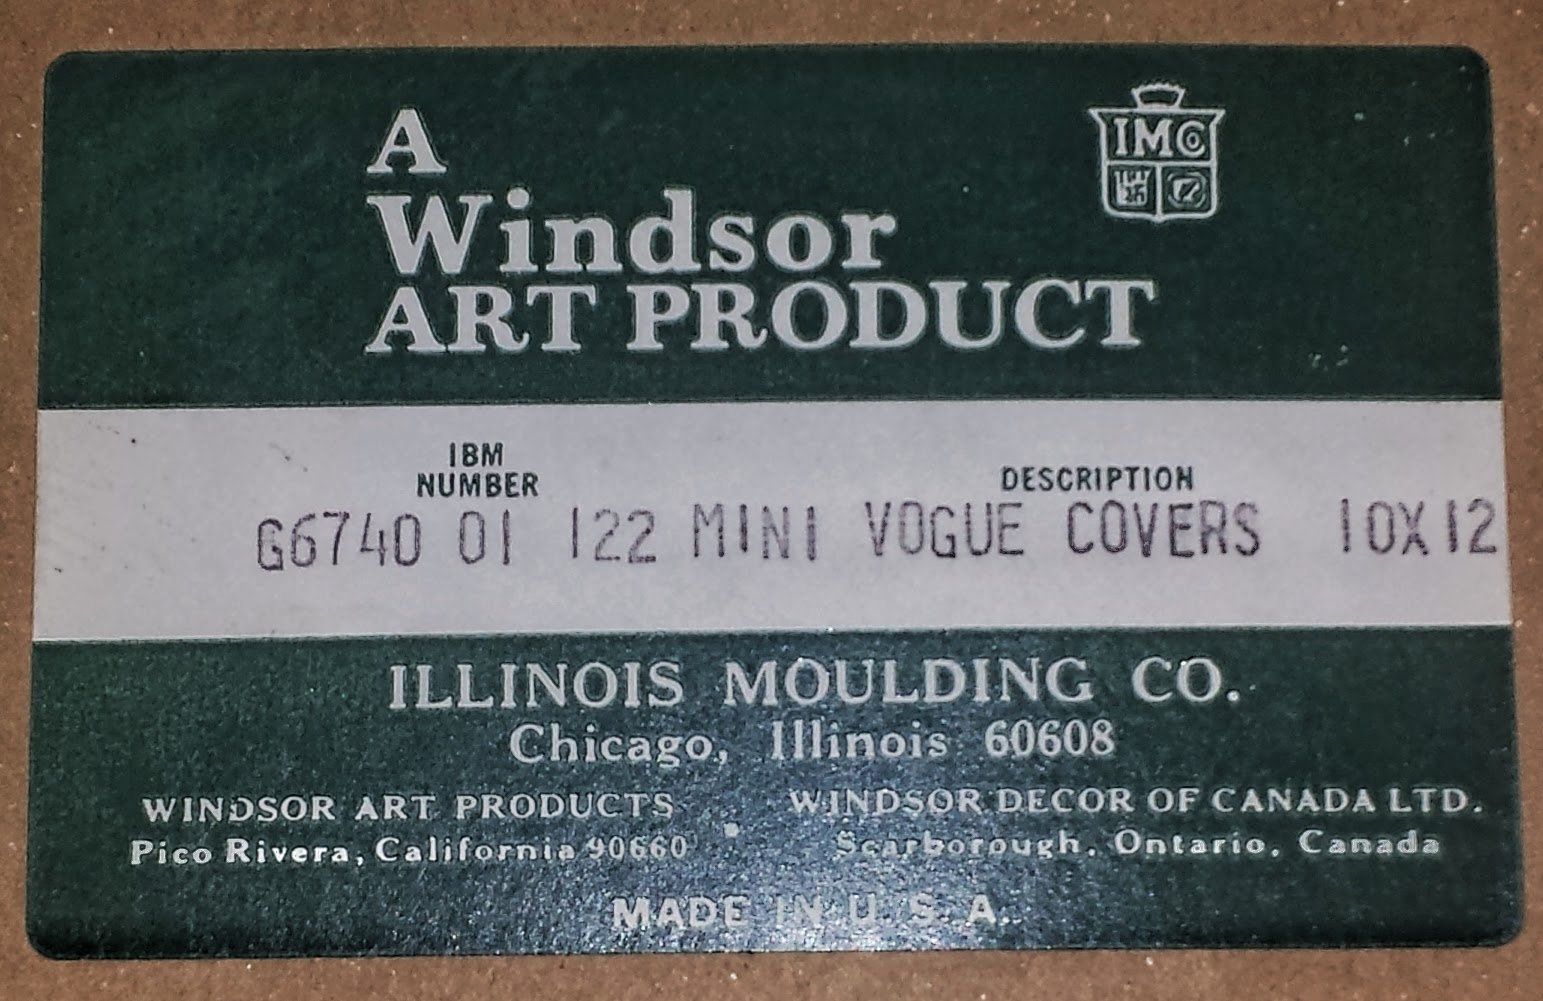 A
Windsor
ART PRODUCT
IMCo
IBM
NUMBER
DESCRIPTION
G6740 01 122 MINI VOGUE COVERS 10X12
ILLINOIS MOULDING CO.
Chicago, Illinois 60608
WINDSOR ART PRODUCTS
Pico Rivera, California 90660
WINDSOR DECOR OF CANADA LTD.
Scarborough, Ontario, Canada
MADE IN U. S. A.